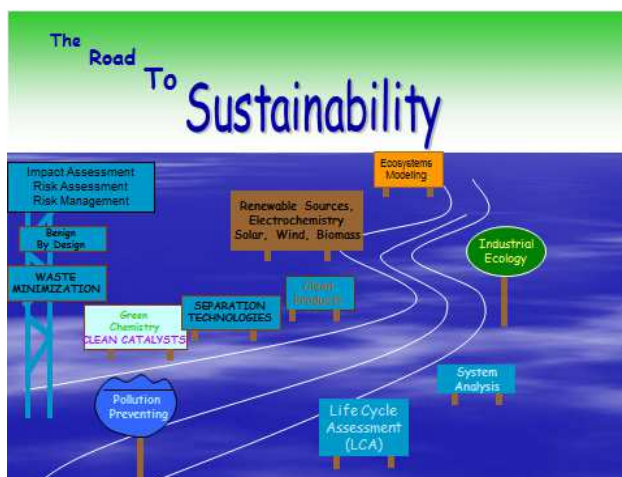 The Road To Sustainability
Impact Assessment
Risk Assessment
Risk Management
Benign
By Design
WASTE
MINIMIZATION
Green
Chemistry
CLEAN CATALYSTS
SEPARATION
TECHNOLOGIES
Clean
Products
Renewable Sources,
Electrochemistry
Solar, Wind, Biomass
Ecosystems
Modeling
Industrial
Ecology
System
Analysis
Pollution
Preventing
Life Cycle
Assessment
(LCA)